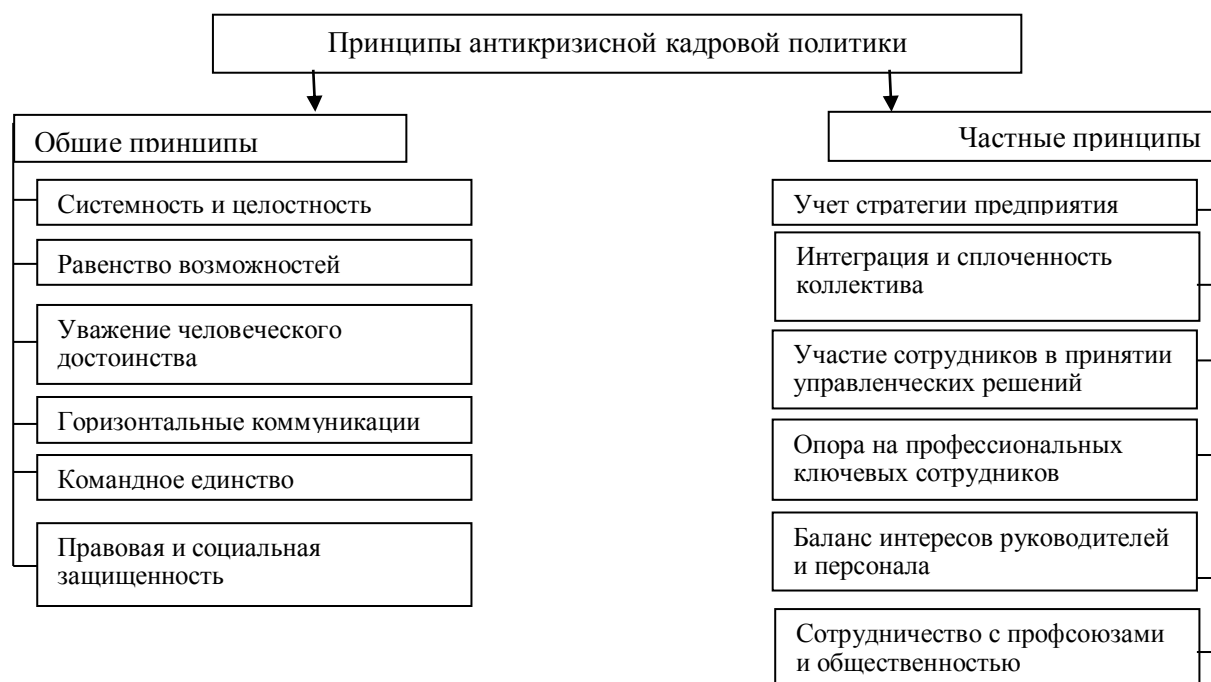 Принципы антикризисной кадровой политики
Общие принципы
Системность и целостность
Равенство возможностей
Уважение человеческого
достоинства
Горизонтальные коммуникации
Командное единство
Правовая и социальная
защищенность
Частные принципы
Учет стратегии предприятия
Интеграция и сплоченность
коллектива
Участие сотрудников в принятии
управленческих решений
Опора на профессиональных
ключевых сотрудников
Баланс интересов руководителей
и персонала
Сотрудничество с профсоюзами
и общественностью